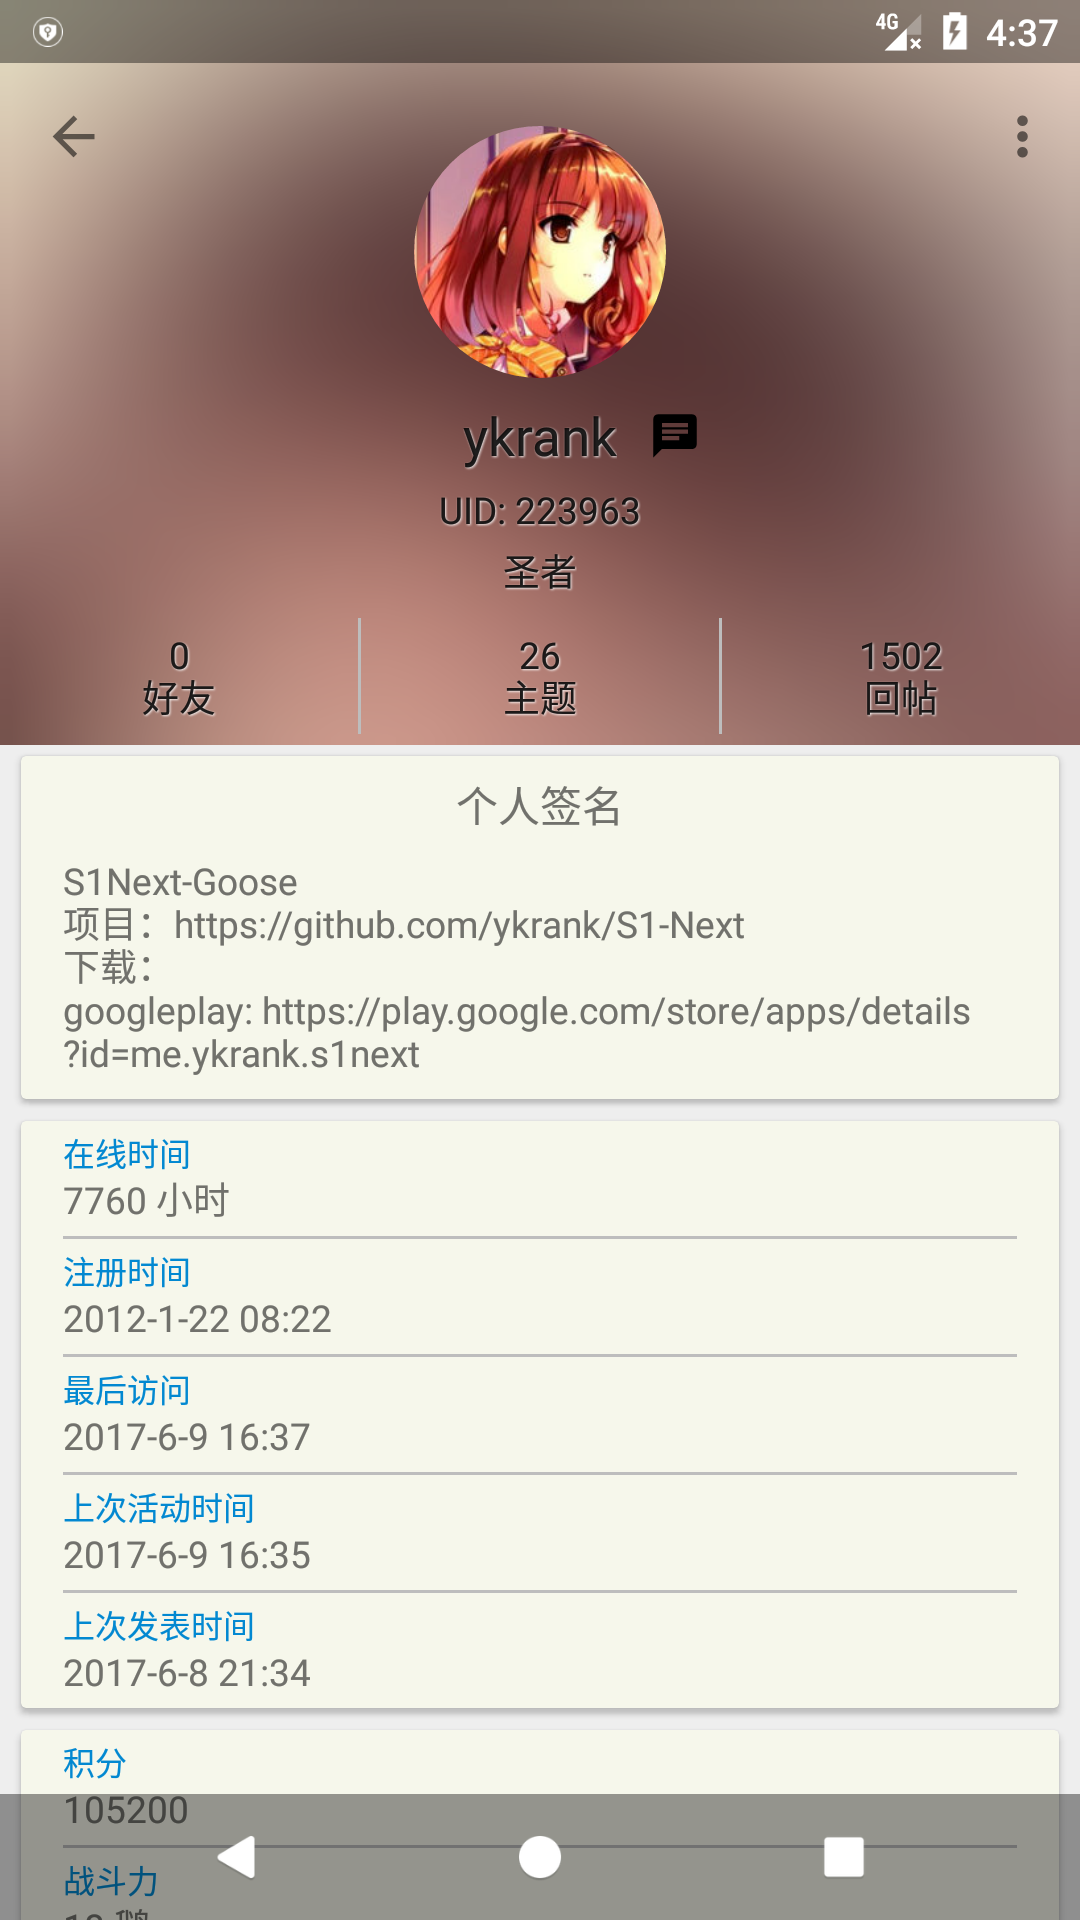 4G 4:37
ykrank
UID: 223963
圣者
0 26 1502
好友 主题 回帖
个人签名
S1Next-Goose
项目：https://github.com/ykrank/S1-Next
下载：
googleplay: https://play.google.com/store/apps/details
?id=me.ykrank.s1next
在线时间
7760 小时
注册时间
2012-1-22 08:22
最后访问
2017-6-9 16:37
上次活动时间
2017-6-9 16:35
上次发表时间
2017-6-8 21:34
积分
105200
战斗力